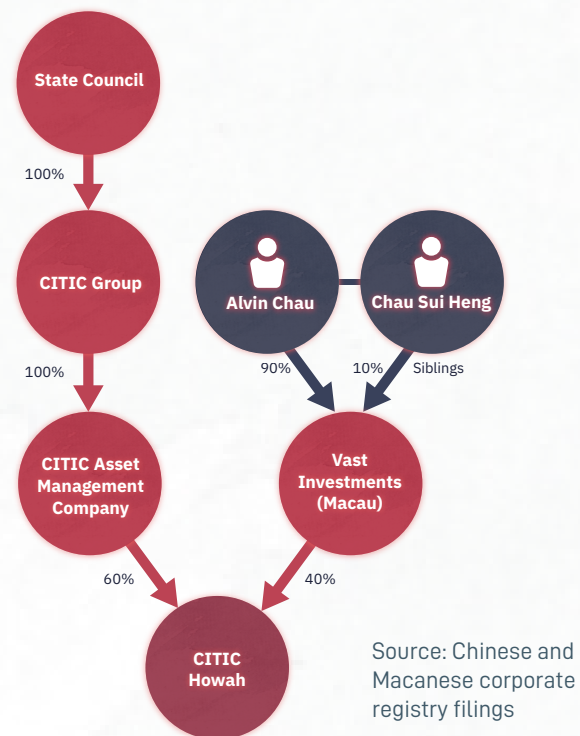 State Council
100%
CITIC Group
Alvin Chau
Chau Sui Heng
100%
90%
10%
Siblings
CITIC Asset
Management
Company
Vast
Investments
(Macau)
60%
40%
CITIC
Howah
Source: Chinese and
Macanese corporate
registry filings